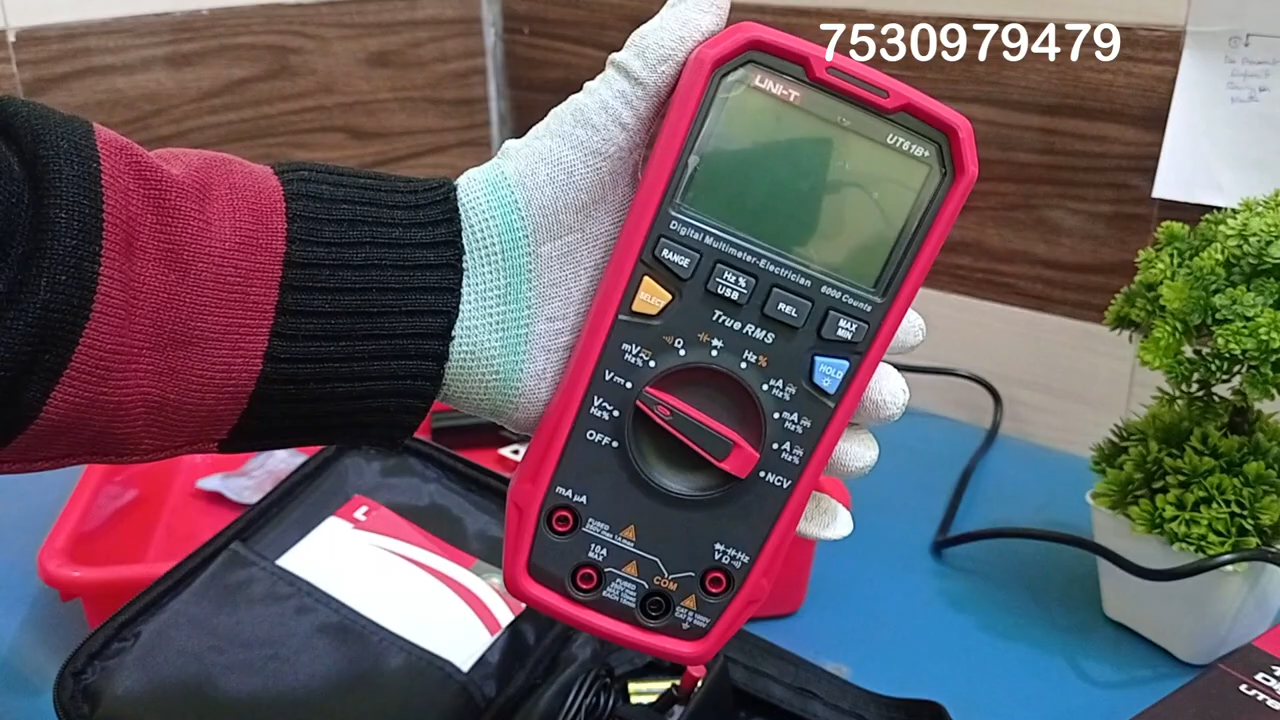 7530979479
UNI-T
UT61B+
Digital Multimeter-Electrician 6000 Counts
RANGE
Hz %
USB
REL
MAX
MIN
SELECT
HOLD
True RMS
mV
Hz%
Ω
Hz %
V
µA
Hz%
V~
Hz%
mA
Hz%
OFF
A
Hz%
NCV
mA µA
FUSED
10A
MAX
COM
Hz
V Ω
FUSED
L